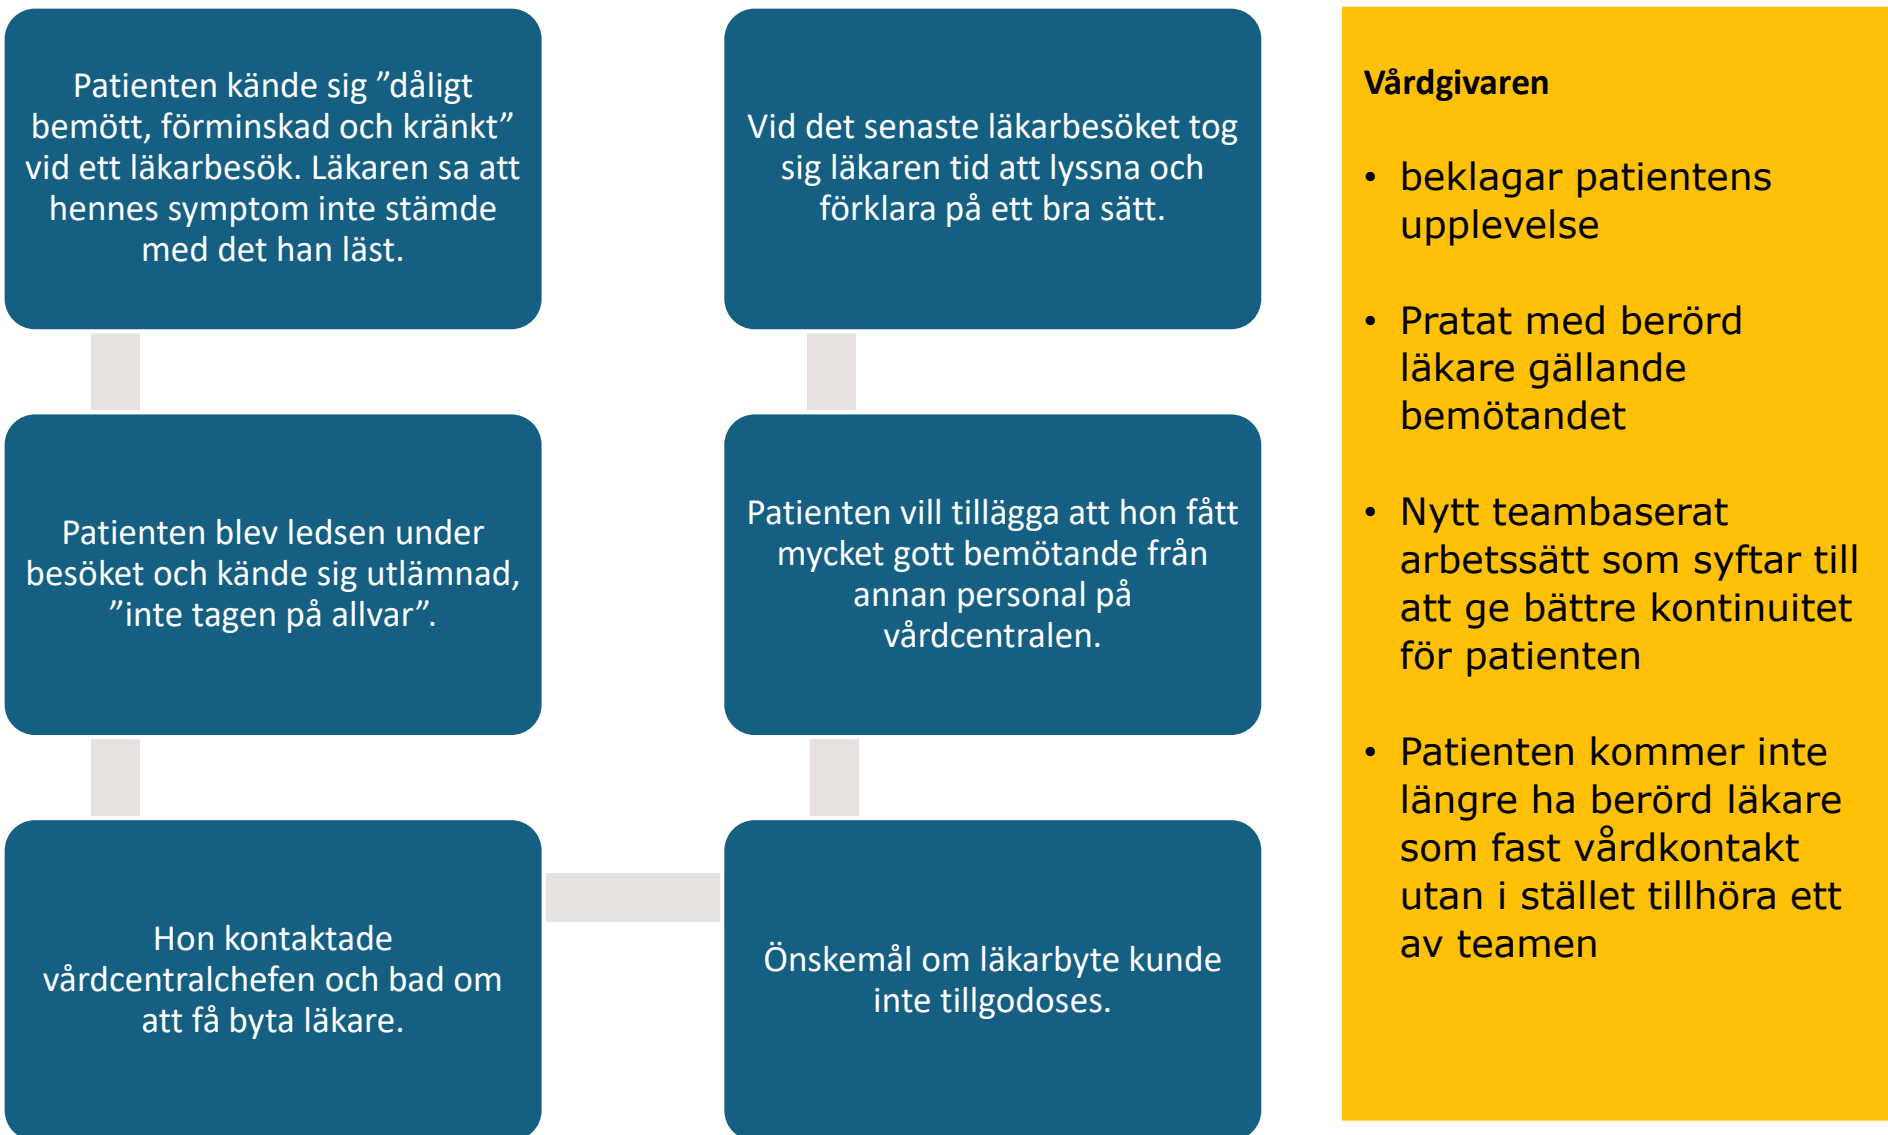 Patienten kände sig ”dåligt
bemött, förminskad och kränkt”
vid ett läkarbesök. Läkaren sa att
hennes symptom inte stämde
med det han läst.
Patienten blev ledsen under
besöket och kände sig utlämnad,
”inte tagen på allvar”.
Hon kontaktade
vårdcentralchefen och bad om
att få byta läkare.
Önskemål om läkarbyte kunde
inte tillgodoses.
Patienten vill tillägga att hon fått
mycket gott bemötande från
annan personal på
vårdcentralen.
Vid det senaste läkarbesöket tog
sig läkaren tid att lyssna och
förklara på ett bra sätt.
Vårdgivaren
• beklagar patientens
upplevelse
• Pratat med berörd
läkare gällande
bemötandet
• Nytt teambaserat
arbetssätt som syftar till
att ge bättre kontinuitet
för patienten
• Patienten kommer inte
längre ha berörd läkare
som fast vårdkontakt
utan i stället tillhöra ett
av teamen